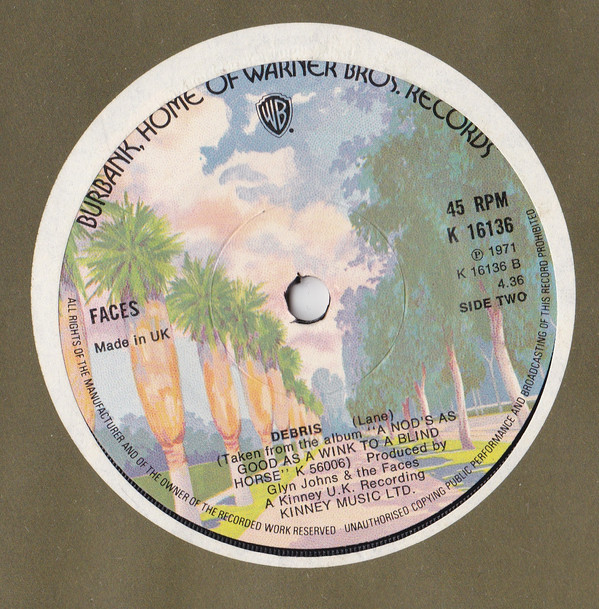 BURBANK, HOME OF WARNER BROS. RECORDS
WB
45 RPM
K 16136
℗ 1971
K 16136 B
4.36
SIDE TWO
FACES
Made in UK
DEBRIS (Lane)
(Taken from the album "A NOD'S AS
GOOD AS A WINK TO A BLIND
HORSE" K 56006) Produced by
Glyn Johns & the Faces
A Kinney U.K. Recording
KINNEY MUSIC LTD.
ALL RIGHTS OF THE MANUFACTURER AND OF THE OWNER OF THE RECORDED WORK RESERVED UNAUTHORISED COPYING PUBLIC PERFORMANCE AND BROADCASTING OF THIS RECORD PROHIBITED